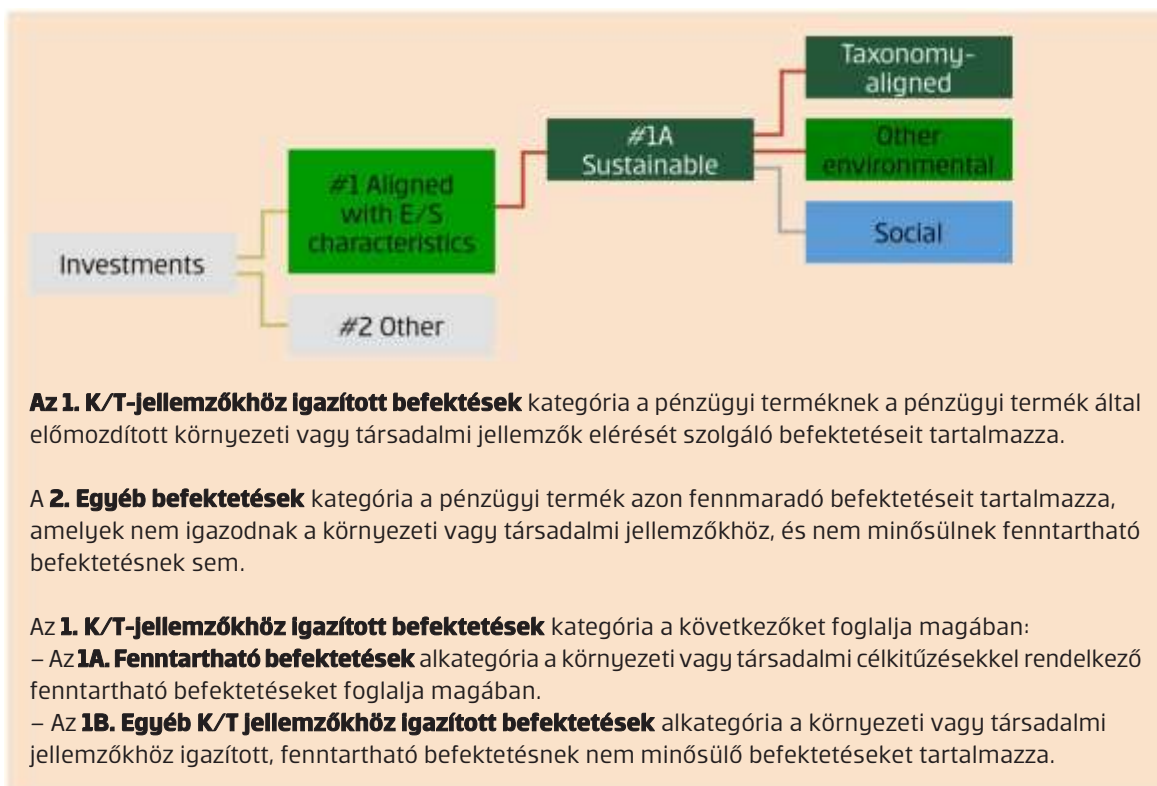 Taxonomy-
aligned
#1A
Sustainable
Other
environmental
#1 Aligned
with E/S
characteristics
Social
Investments
#2 Other
Az 1. K/T-jellemzőkhöz igazított befektések kategória a pénzügyi terméknek a pénzügyi termék által
előmozdított környezeti vagy társadalmi jellemzők elérését szolgáló befektetéseit tartalmazza.
A 2. Egyéb befektetések kategória a pénzügyi termék azon fennmaradó befektetéseit tartalmazza,
amelyek nem igazodnak a környezeti vagy társadalmi jellemzőkhöz, és nem minősülnek fenntartható
befektetésnek sem.
Az 1. K/T-jellemzőkhöz igazított befektetések kategória a következőket foglalja magában:
– Az 1A. Fenntartható befektetések alkategória a környezeti vagy társadalmi célkitűzésekkel rendelkező
fenntartható befektetéseket foglalja magában.
– Az 1B. Egyéb K/T jellemzőkhöz igazított befektetések alkategória a környezeti vagy társadalmi
jellemzőkhöz igazított, fenntartható befektetésnek nem minősülő befektetéseket tartalmazza.